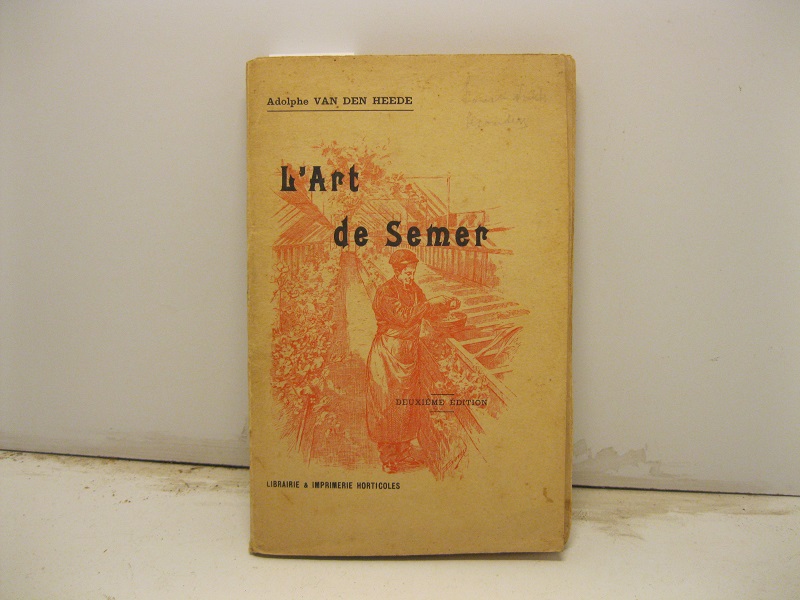 Adolphe VAN DEN HEEDE
L'Art
de Semer
DEUXIÈME ÉDITION
LIBRAIRIE & IMPRIMERIE HORTICOLES